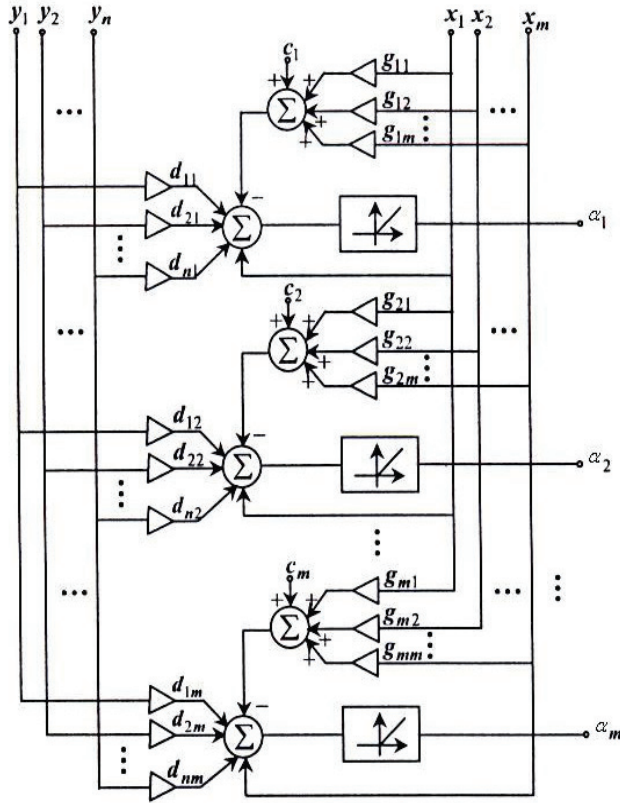 y₁ y₂ yₙ x₁ x₂ xₘ
c₁
+ + g₁₁
Σ + g₁₂
+ g₁ₘ
d₁₁ −
d₂₁ Σ α₁
dₙ₁
c₂
+ + g₂₁
Σ + g₂₂
+ g₂ₘ
d₁₂ −
d₂₂ Σ α₂
dₙ₂
cₘ
+ + gₘ₁
Σ + gₘ₂
+ gₘₘ
d₁ₘ −
d₂ₘ Σ αₘ
dₙₘ